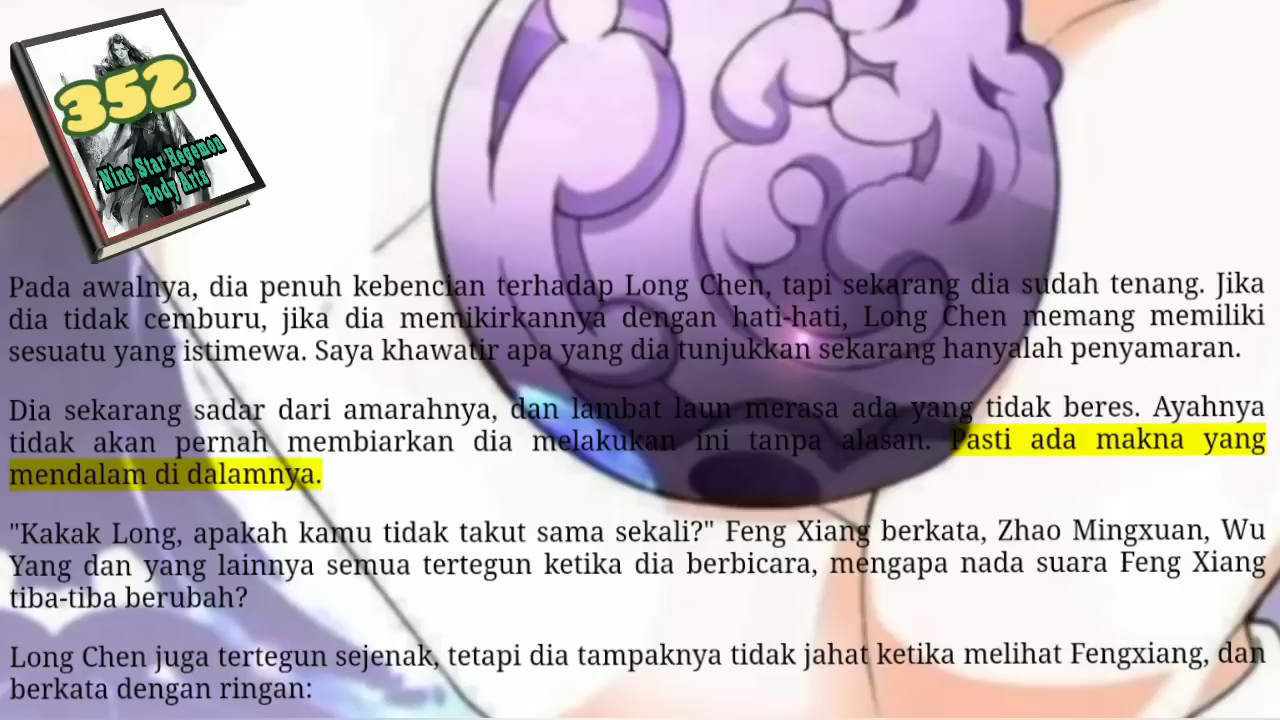 352
Nine Star Hegemon
Body Arts
Pada awalnya, dia penuh kebencian terhadap Long Chen, tapi sekarang dia sudah tenang. Jika
dia tidak cemburu, jika dia memikirkannya dengan hati-hati, Long Chen memang memiliki
sesuatu yang istimewa. Saya khawatir apa yang dia tunjukkan sekarang hanyalah penyamaran.
Dia sekarang sadar dari amarahnya, dan lambat laun merasa ada yang tidak beres. Ayahnya
tidak akan pernah membiarkan dia melakukan ini tanpa alasan. Pasti ada makna yang
mendalam di dalamnya.
"Kakak Long, apakah kamu tidak takut sama sekali?" Feng Xiang berkata, Zhao Mingxuan, Wu
Yang dan yang lainnya semua tertegun ketika dia berbicara, mengapa nada suara Feng Xiang
tiba-tiba berubah?
Long Chen juga tertegun sejenak, tetapi dia tampaknya tidak jahat ketika melihat Fengxiang, dan
berkata dengan ringan: